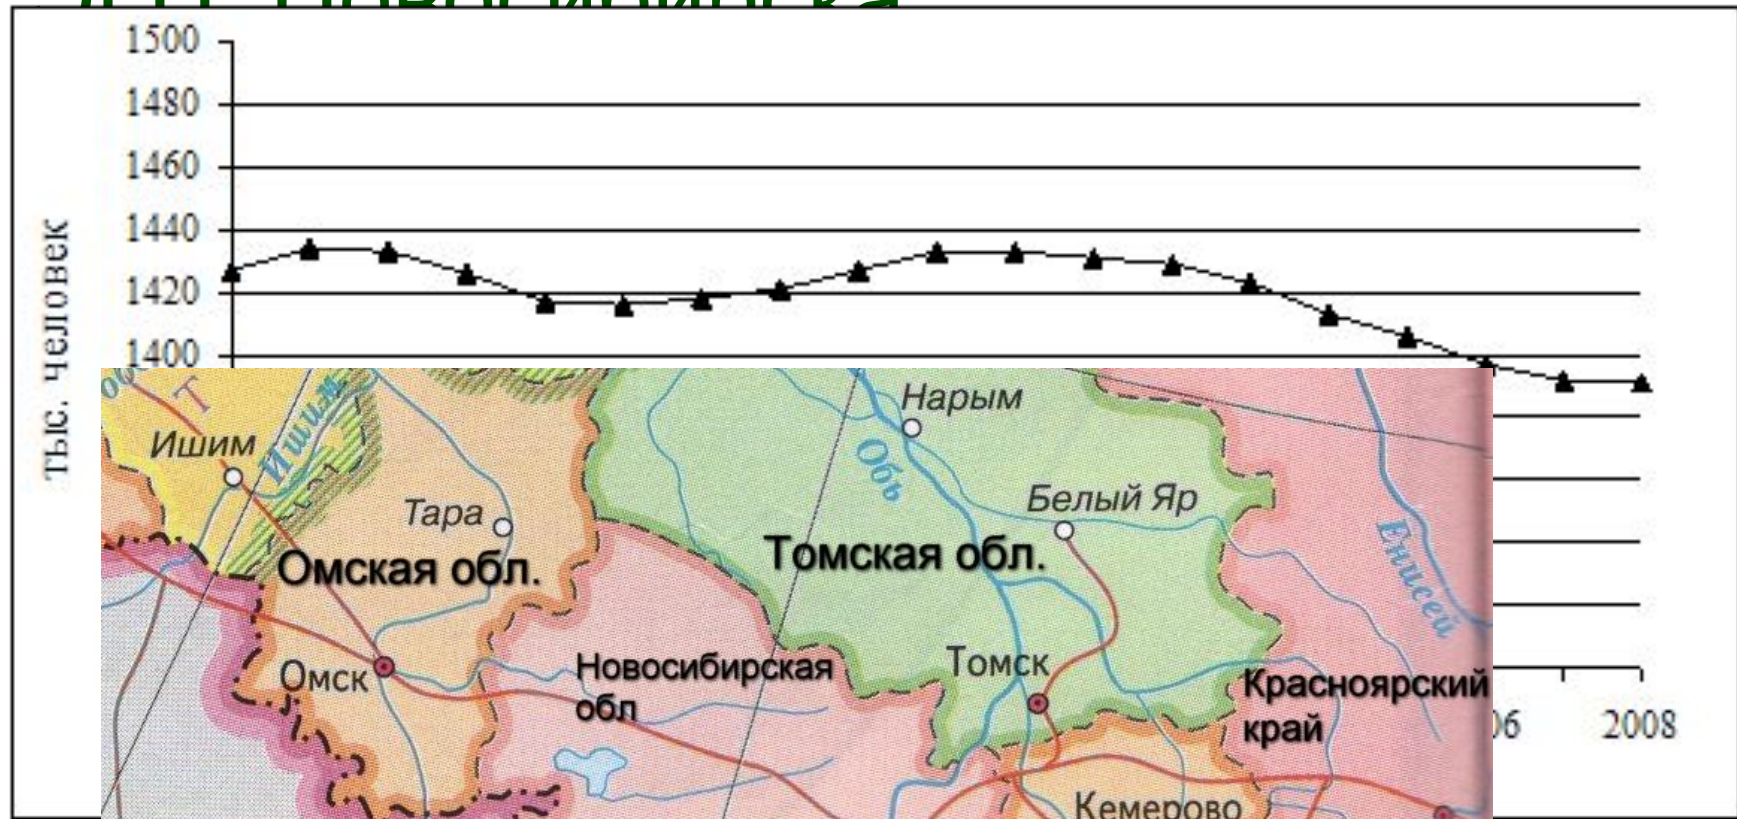 1500
1480
1460
1440
1420
1400
тыс. человек
Т
Ишим
Ишим
Нарым
Обь
Тара
Белый Яр
Енисей
Омская обл.
Томская обл.
Омск
Новосибирская
обл
Томск
Красноярский
край
Кемерово
2008